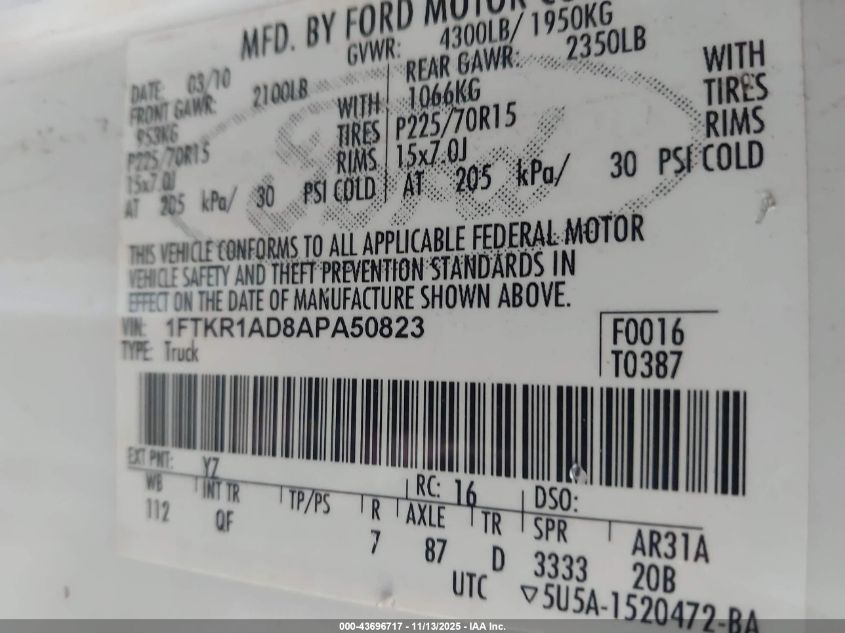 MFD. BY FORD MOTOR CO
GVWR: 4300LB/ 1950KG
DATE: 03/10
FRONT GAWR: 2100LB
953KG
WITH
P225/70R15
TIRES
15x7.0J
RIMS
AT 205 kPa/ 30 PSI COLD
REAR GAWR: 2350LB
1066KG
WITH
P225/70R15
TIRES
15x7.0J
RIMS
AT 205 kPa/ 30 PSI COLD
THIS VEHICLE CONFORMS TO ALL APPLICABLE FEDERAL MOTOR
VEHICLE SAFETY AND THEFT PREVENTION STANDARDS IN
EFFECT ON THE DATE OF MANUFACTURE SHOWN ABOVE.
VIN: 1FTKR1AD8APA50823
TYPE: Truck
F0016
T0387
EXT PNT: YZ
RC: 16
DSO:
WB
INT TR
TP/PS
R
AXLE
TR
SPR
AR31A
112
QF
7
87
D
3333
20B
UTC
▽5U5A-1520472-BA
000-43696717 - 11/13/2025 - IAA Inc.